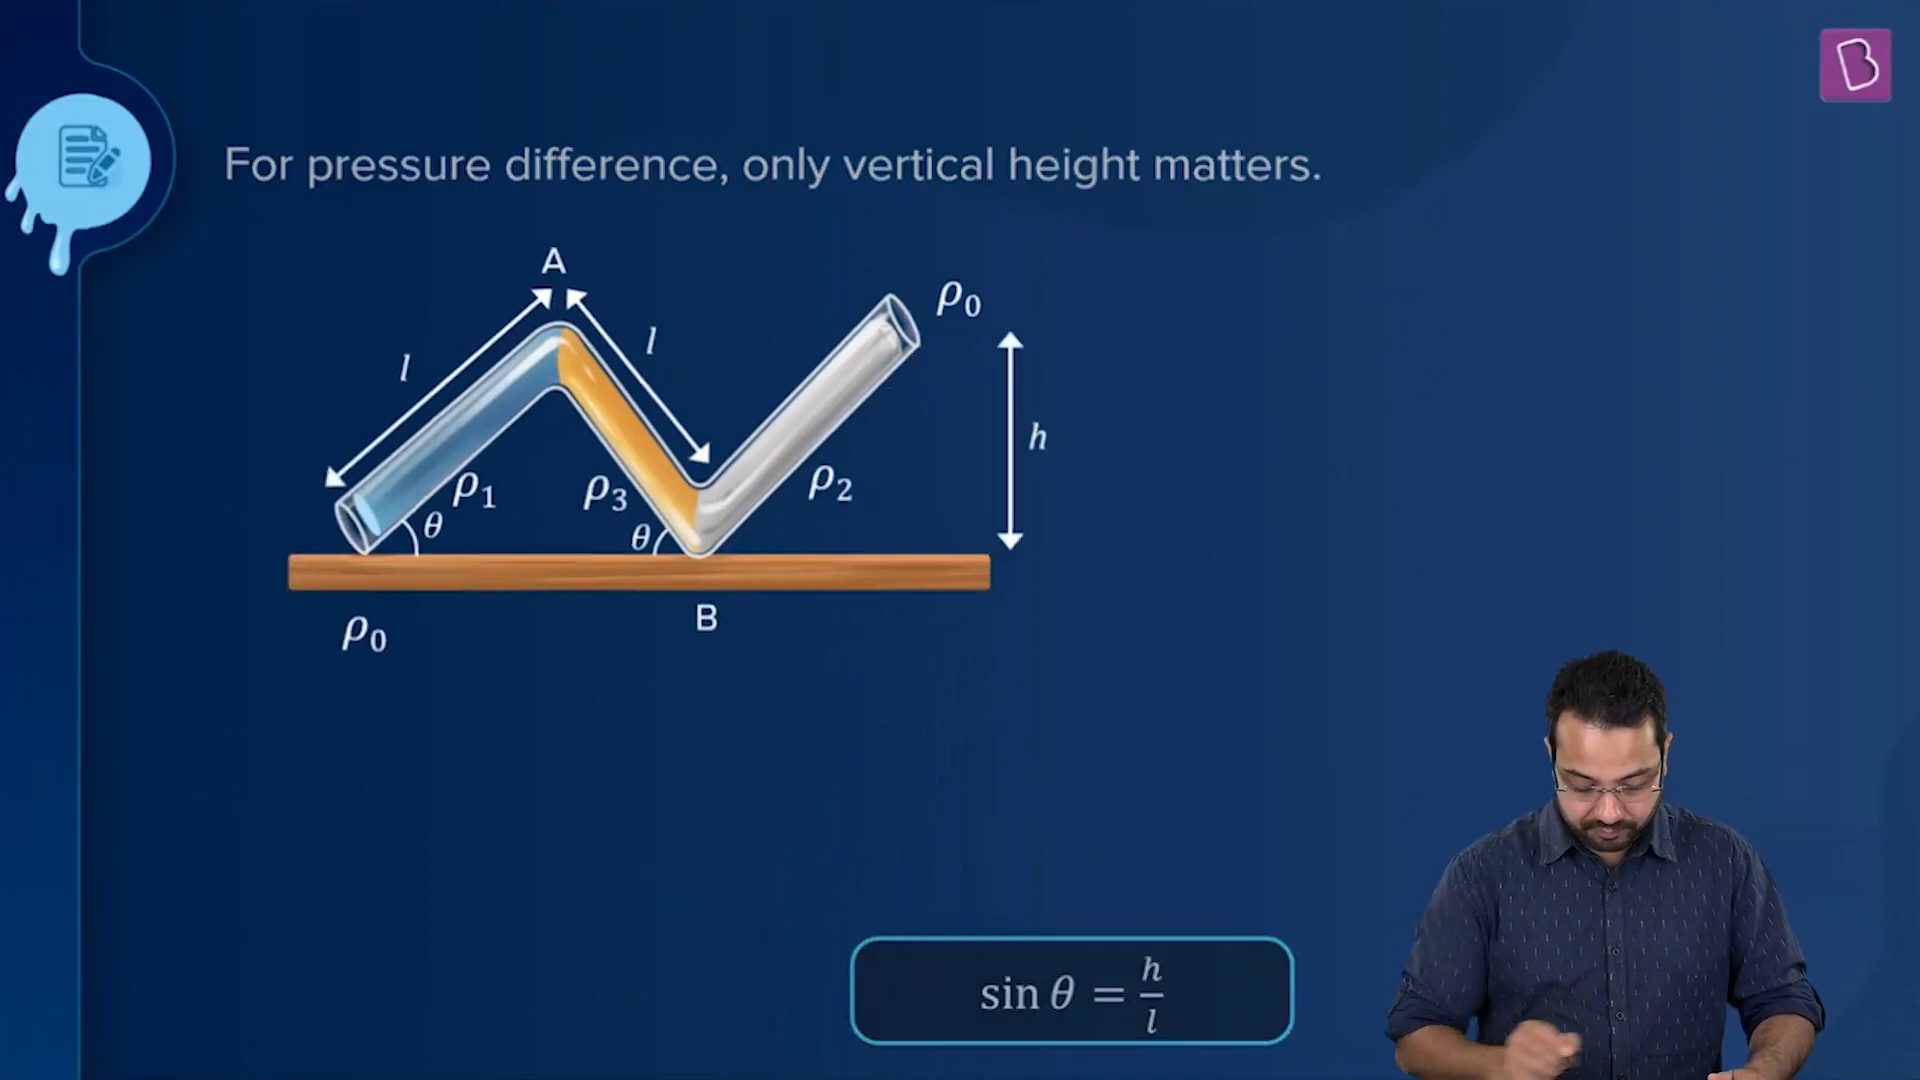 B
For pressure difference, only vertical height matters.
A
ρ₀
l
l
h
ρ₁
ρ₃
ρ₂
θ
θ
B
ρ₀
sin θ = h/l